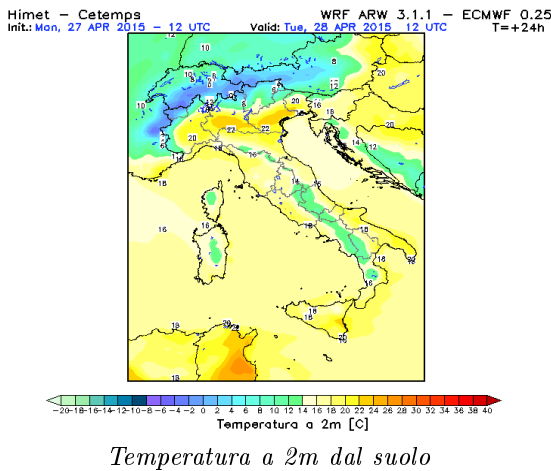 Himet – Cetemps WRF ARW 3.1.1 – ECMWF 0.25
Init.: Mon, 27 APR 2015 – 12 UTC Valid: Tue, 28 APR 2015 12 UTC T=+24h
-20 -18 -16 -14 -12 -10 -8 -6 -4 -2 0 2 4 6 8 10 12 14 16 18 20 22 24 26 28 30 32 34 36 38 40
Temperatura a 2m [C]
Temperatura a 2m dal suolo